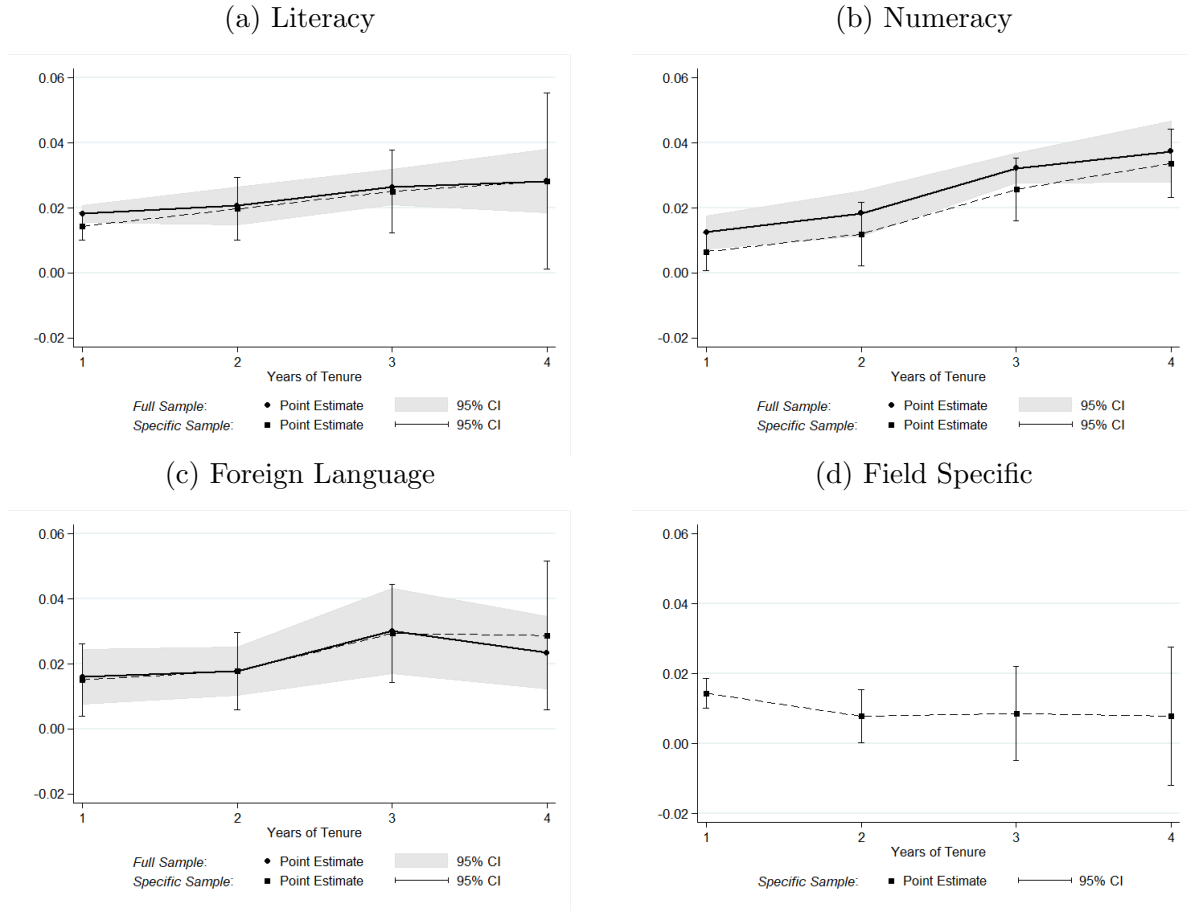 (a) Literacy
0.06
0.04
0.02
0.00
-0.02
1 2 3 4
Years of Tenure
Full Sample: Point Estimate 95% CI
Specific Sample: Point Estimate 95% CI
(b) Numeracy
0.06
0.04
0.02
0.00
-0.02
1 2 3 4
Years of Tenure
Full Sample: Point Estimate 95% CI
Specific Sample: Point Estimate 95% CI
(c) Foreign Language
0.06
0.04
0.02
0.00
-0.02
1 2 3 4
Years of Tenure
Full Sample: Point Estimate 95% CI
Specific Sample: Point Estimate 95% CI
(d) Field Specific
0.06
0.04
0.02
0.00
-0.02
1 2 3 4
Years of Tenure
Specific Sample: Point Estimate 95% CI